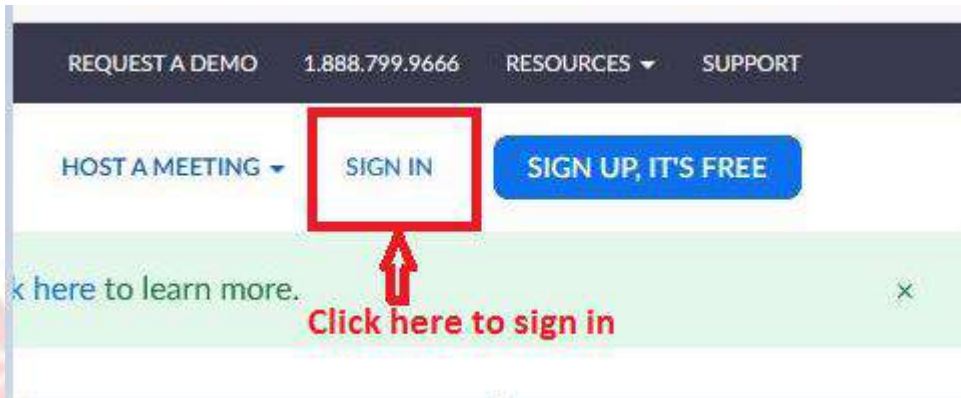 REQUEST A DEMO 1.888.799.9666 RESOURCES SUPPORT
HOST A MEETING SIGN IN SIGN UP, IT'S FREE
k here to learn more. ×
Click here to sign in